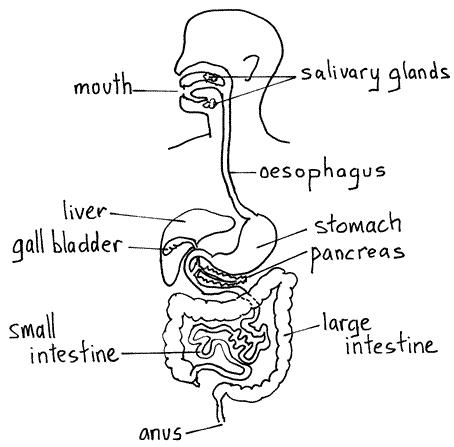 mouth
salivary glands
oesophagus
liver
gall bladder
stomach
pancreas
small
intestine
large
intestine
anus